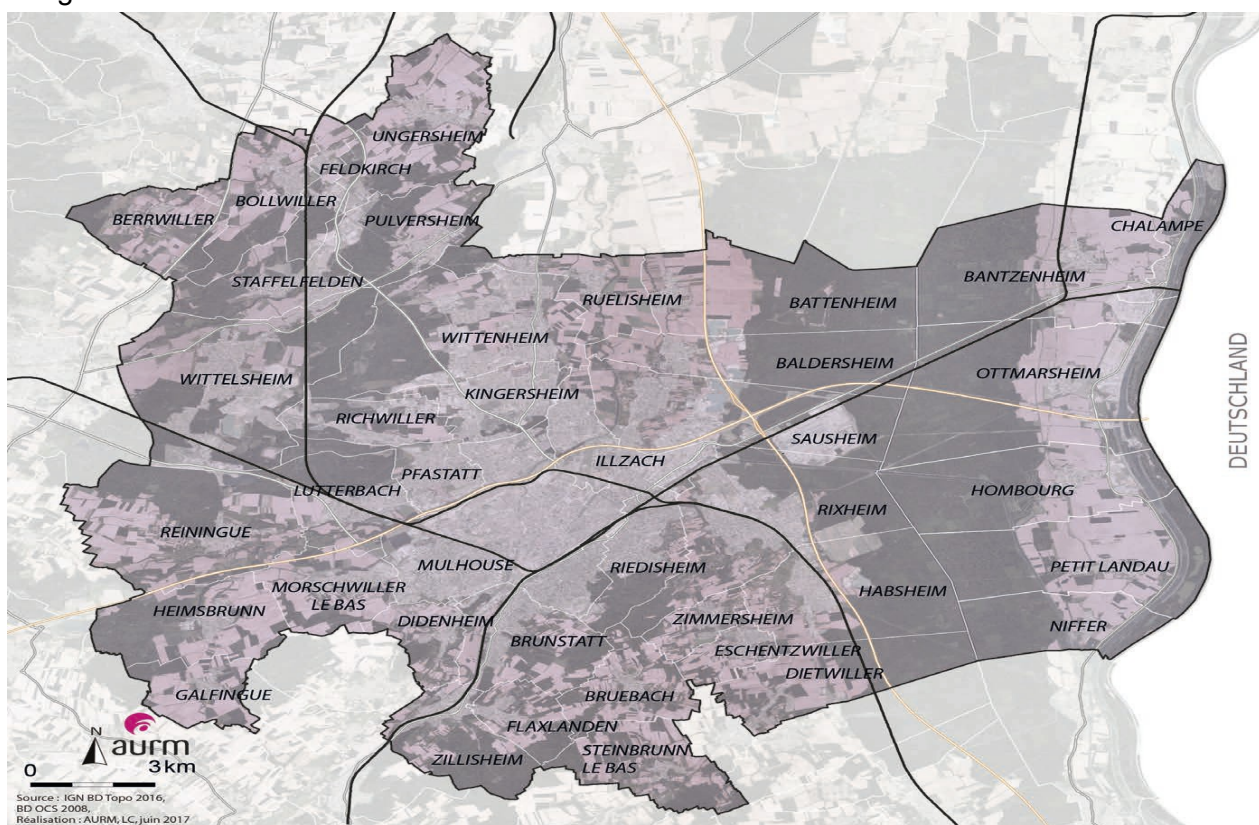 UNGERSHEIM
FELDKIRCH
BOLLWILLER
BERRWILLER
PULVERSHEIM
CHALAMPE
STAFFELFELDEN
BANTZENHEIM
RUELISHEIM
BATTENHEIM
WITTENHEIM
BALDERSHEIM
WITTELSHEIM
OTTMARSHEIM
KINGERSHEIM
RICHWILLER
SAUSHEIM
DEUTSCHLAND
ILLZACH
PFASTATT
LUTTERBACH
HOMBOURG
RIXHEIM
REININGUE
MULHOUSE
RIEDISHEIM
PETIT LANDAU
MORSCHWILLER
LE BAS
HABSHEIM
HEIMSBRUNN
DIDENHEIM
ZIMMERSHEIM
NIFFER
BRUNSTATT
ESCHENTZWILLER
DIETWILLER
GALFINGUE
BRUEBACH
FLAXLANDEN
ZILLISHEIM
STEINBRUNN
LE BAS
N
aurm
0
3 km
Source : IGN BD Topo 2016,
BD OCS 2008,
Réalisation : AURM, LC, juin 2017